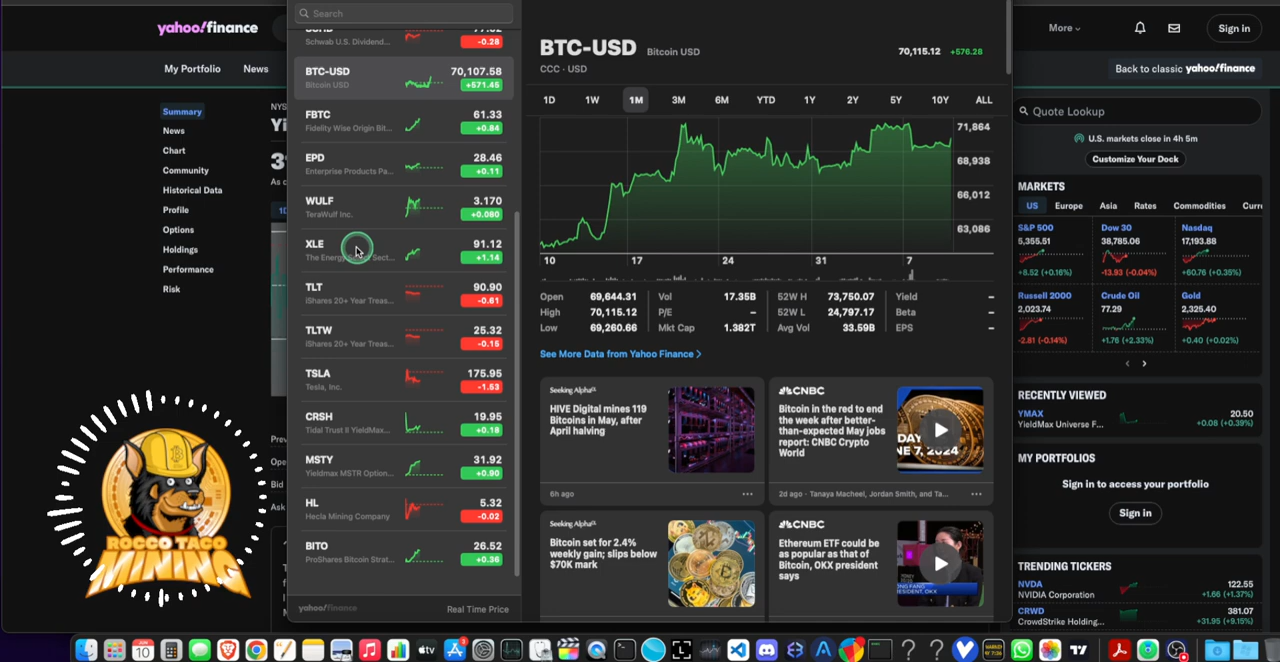 yahoo!finance
My Portfolio
News
Summary
News
Chart
Community
Historical Data
Profile
Options
Holdings
Performance
Risk
ROCCO TACO
MINING
Search
77.02
Schwab U.S. Dividend...
-0.28
BTC-USD
70,107.58
Bitcoin USD
+571.45
FBTC
61.33
Fidelity Wise Origin Bit...
+0.84
EPD
28.46
Enterprise Products Pa...
+0.11
WULF
3.170
TeraWulf Inc.
+0.080
XLE
91.12
+1.14
TLT
90.90
iShares 20+ Year Treas...
-0.61
TLTW
25.32
iShares 20+ Year Treas...
-0.15
TSLA
175.95
Tesla, Inc.
-1.53
CRSH
19.95
Tidal Trust II YieldMax...
+0.18
MSTY
31.92
Yieldmax MSTR Option...
+0.90
HL
5.32
Hecla Mining Company
-0.02
BITO
26.52
ProShares Bitcoin Strat...
+0.36
yahoo!finance
Real Time Price
BTC-USD Bitcoin USD
70,115.12 +576.28
CCC · USD
1D 1W 1M 3M 6M YTD 1Y 2Y 5Y 10Y ALL
71,864
68,938
66,012
63,086
10 17 24 31 7
Open 69,644.31 Vol 17.35B 52W H 73,750.07 Yield –
High 70,115.12 P/E – 52W L 24,797.17 Beta –
Low 69,260.66 Mkt Cap 1.382T Avg Vol 33.59B EPS –
See More Data from Yahoo Finance >
Seeking Alpha
HIVE Digital mines 119
Bitcoins in May, after
April halving
6h ago
CNBC
Bitcoin in the red to end
the week after better-
than-expected May jobs
report: CNBC Crypto
World
2d ago - Tanaya Macheel, Jordan Smith, and Ta...
Seeking Alpha
Bitcoin set for 2.4%
weekly gain; slips below
$70K mark
CNBC
Ethereum ETF could be
as popular as that of
Bitcoin, OKX president
says
More
Sign in
Back to classic yahoo!finance
Quote Lookup
U.S. markets close in 4h 5m
Customize Your Dock
MARKETS
US Europe Asia Rates Commodities Curre
S&P 500
5,355.51
+8.52 (+0.16%)
Dow 30
38,785.06
-13.93 (-0.04%)
Nasdaq
17,193.88
+60.76 (+0.35%)
Russell 2000
2,023.74
-2.81 (-0.14%)
Crude Oil
77.29
+1.76 (+2.33%)
Gold
2,325.40
+0.40 (+0.02%)
RECENTLY VIEWED
YMAX
20.50
YieldMax Universe F...
+0.08 (+0.39%)
MY PORTFOLIOS
Sign in to access your portfolio
Sign in
TRENDING TICKERS
NVDA
122.55
NVIDIA Corporation
+1.66 (+1.37%)
CRWD
381.07
CrowdStrike Holding...
+31.95 (+9.15%)